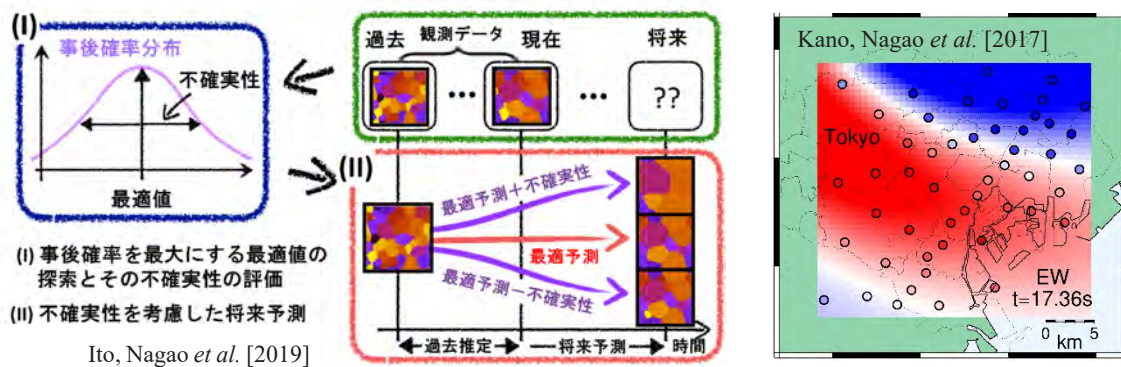 (I)
事後確率分布
不確実性
最適値
過去
観測データ
現在
将来
...
...
??
(II)
最適予測＋不確実性
最適予測
最適予測－不確実性
過去推定
将来予測
時間
(I) 事後確率を最大にする最適値の
探索とその不確実性の評価
(II) 不確実性を考慮した将来予測
Ito, Nagao et al. [2019]
Kano, Nagao et al. [2017]
Tokyo
EW
t=17.36s
0 5
km